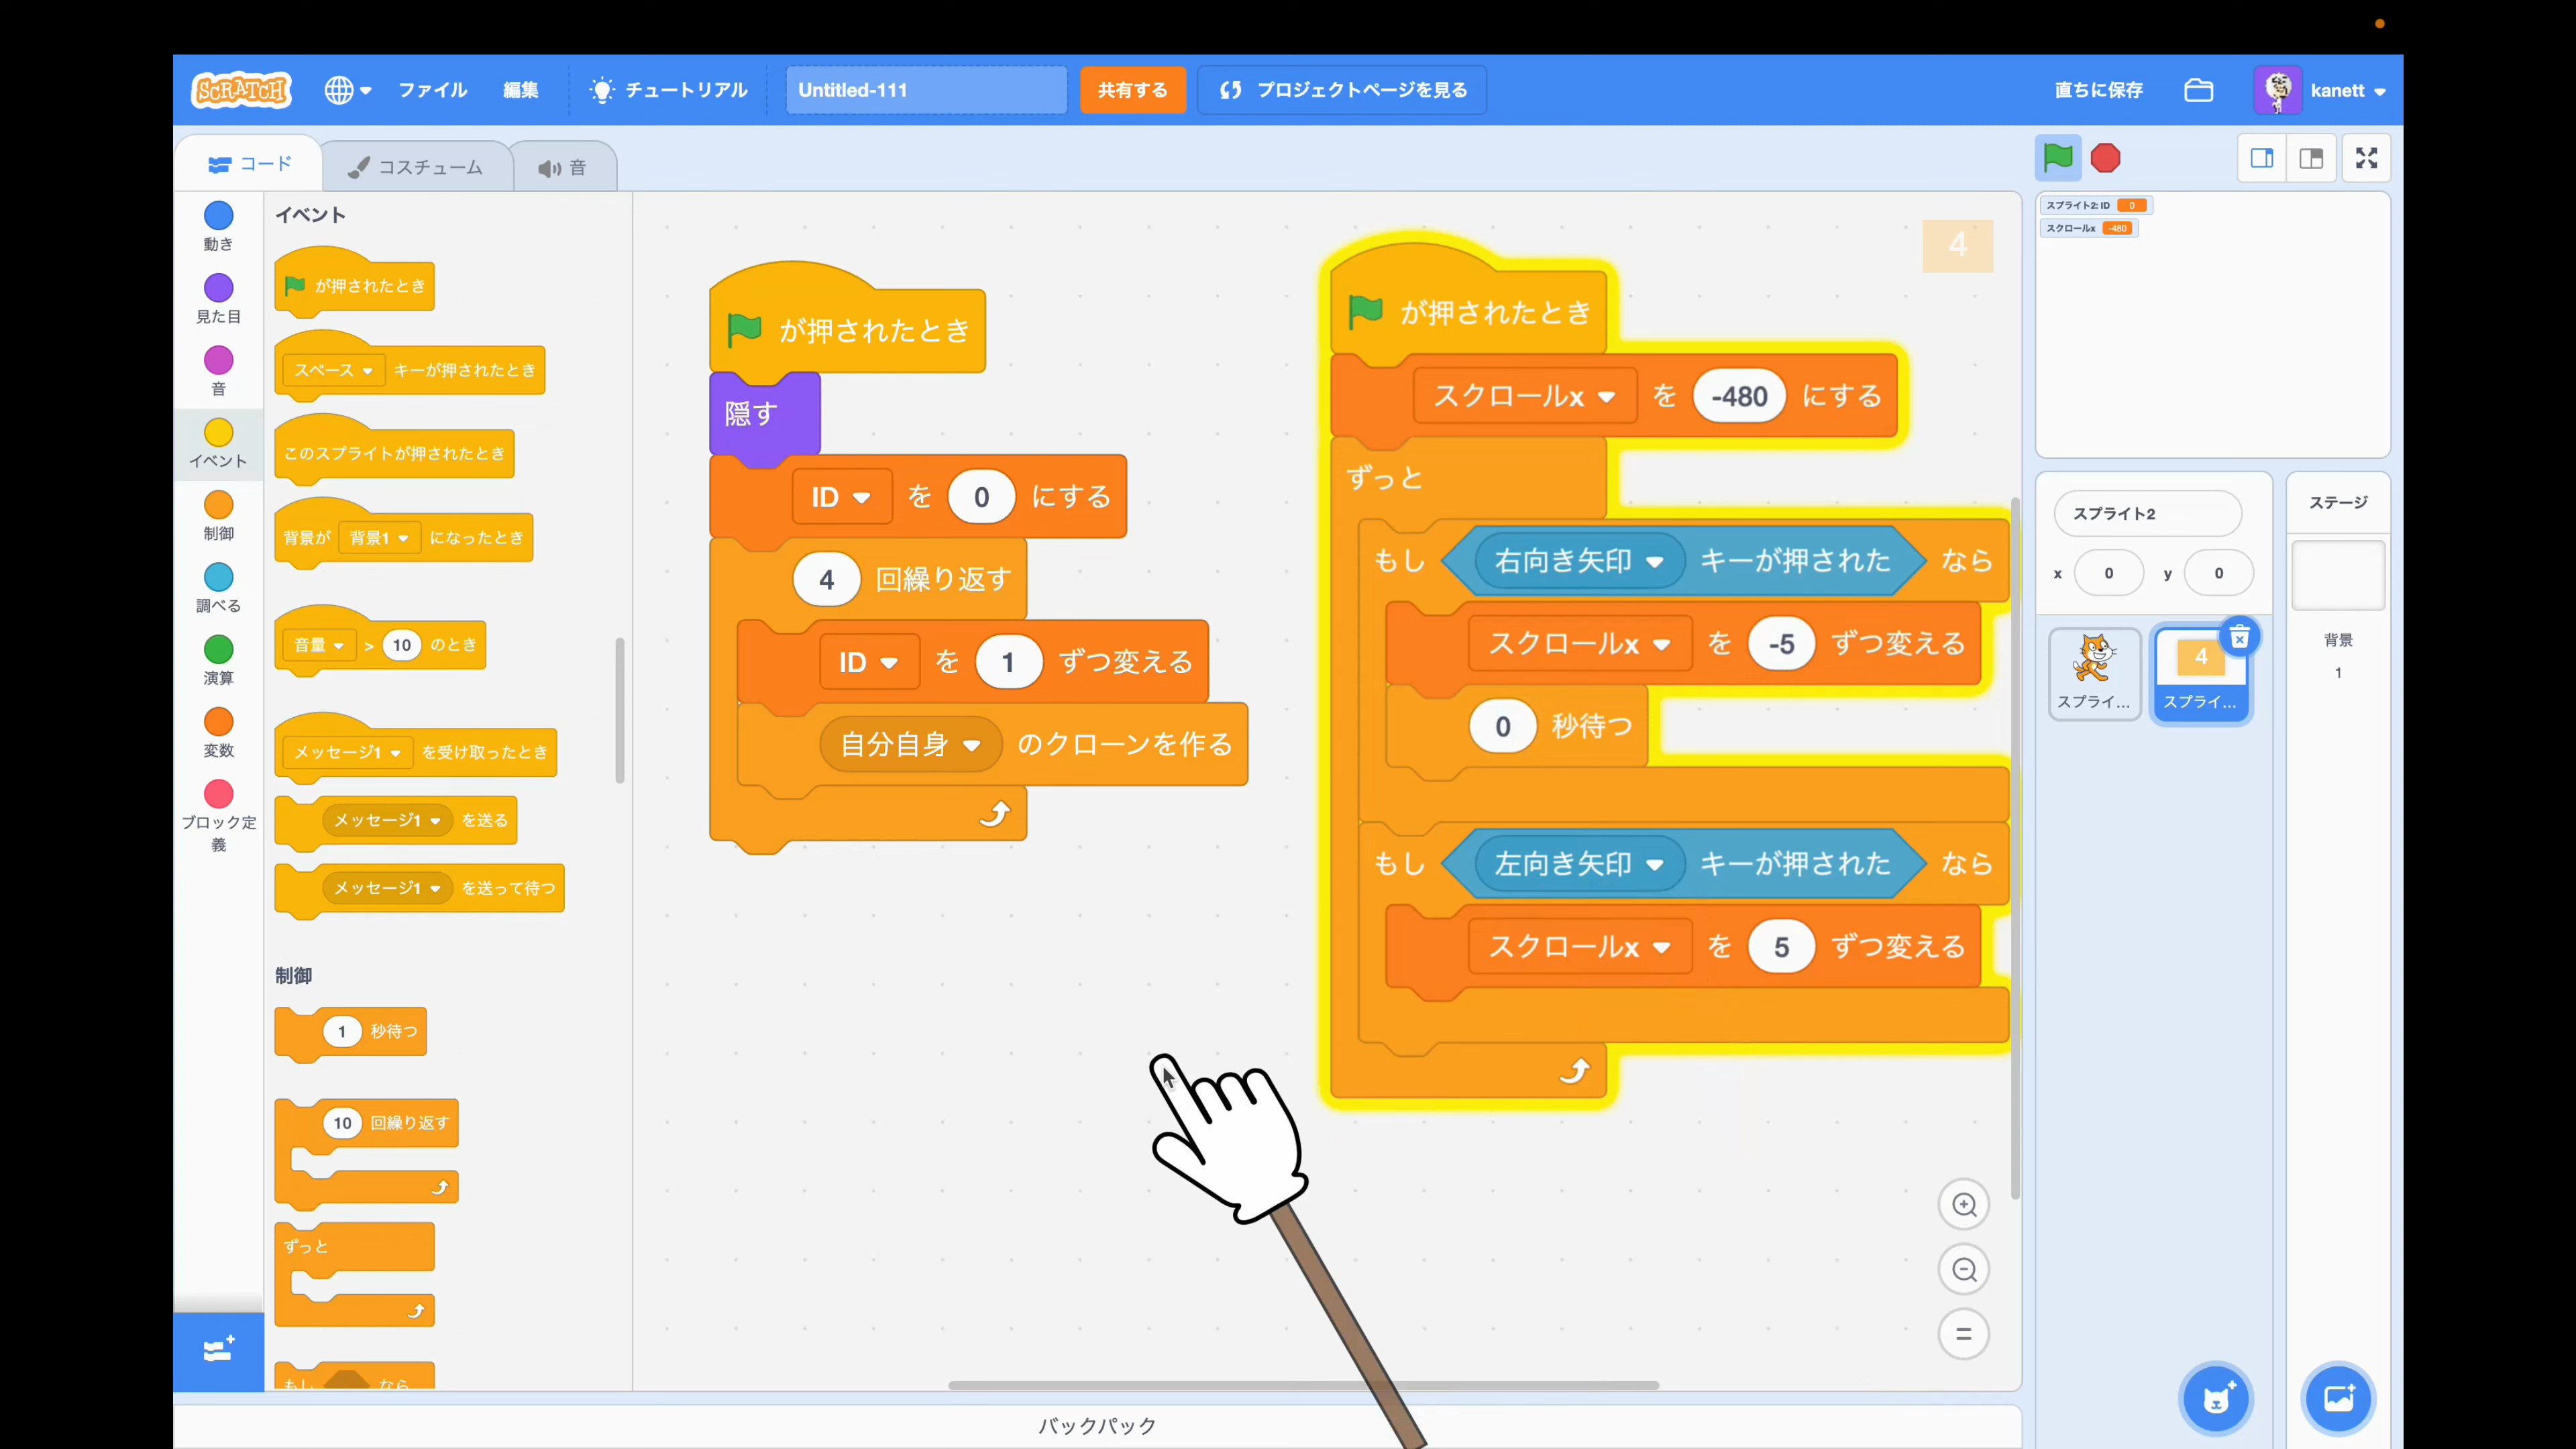 SCRATCH ファイル 編集 チュートリアル Untitled-111 共有する プロジェクトページを見る 直ちに保存 kanett
コード コスチューム 音
動き
見た目
音
イベント
制御
調べる
演算
変数
ブロック定
義
イベント
が押されたとき
スペース キーが押されたとき
このスプライトが押されたとき
背景が 背景1 になったとき
音量 > 10 のとき
メッセージ1 を受け取ったとき
メッセージ1 を送る
メッセージ1 を送って待つ
制御
1 秒待つ
10 回繰り返す
ずっと
もし なら
が押されたとき
隠す
ID を 0 にする
4 回繰り返す
ID を 1 ずつ変える
自分自身 のクローンを作る
4
が押されたとき
スクロールx を -480 にする
ずっと
もし 右向き矢印 キーが押された なら
スクロールx を -5 ずつ変える
0 秒待つ
もし 左向き矢印 キーが押された なら
スクロールx を 5 ずつ変える
スプライト2: ID 0
スクロールx -480
スプライト2
x 0 y 0
スプライ...
4
スプライ...
ステージ
背景
1
バックパック